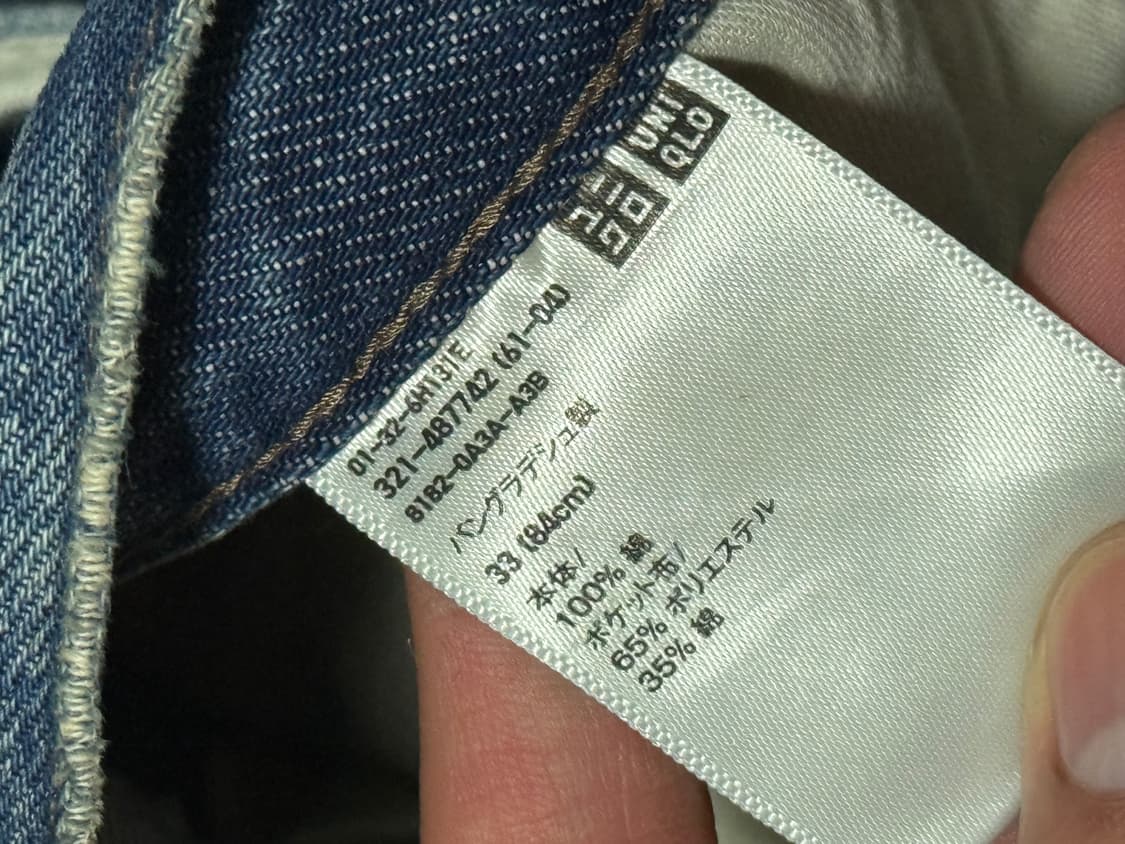 ユニ
クロ
UNI
QLO
01-32-6H131E
321-487742 (61-04)
8182-0A3A-A3B
バングラデシュ製
33 (84cm)
本体/
100% 綿
ポケット布/
65% ポリエステル
35% 綿